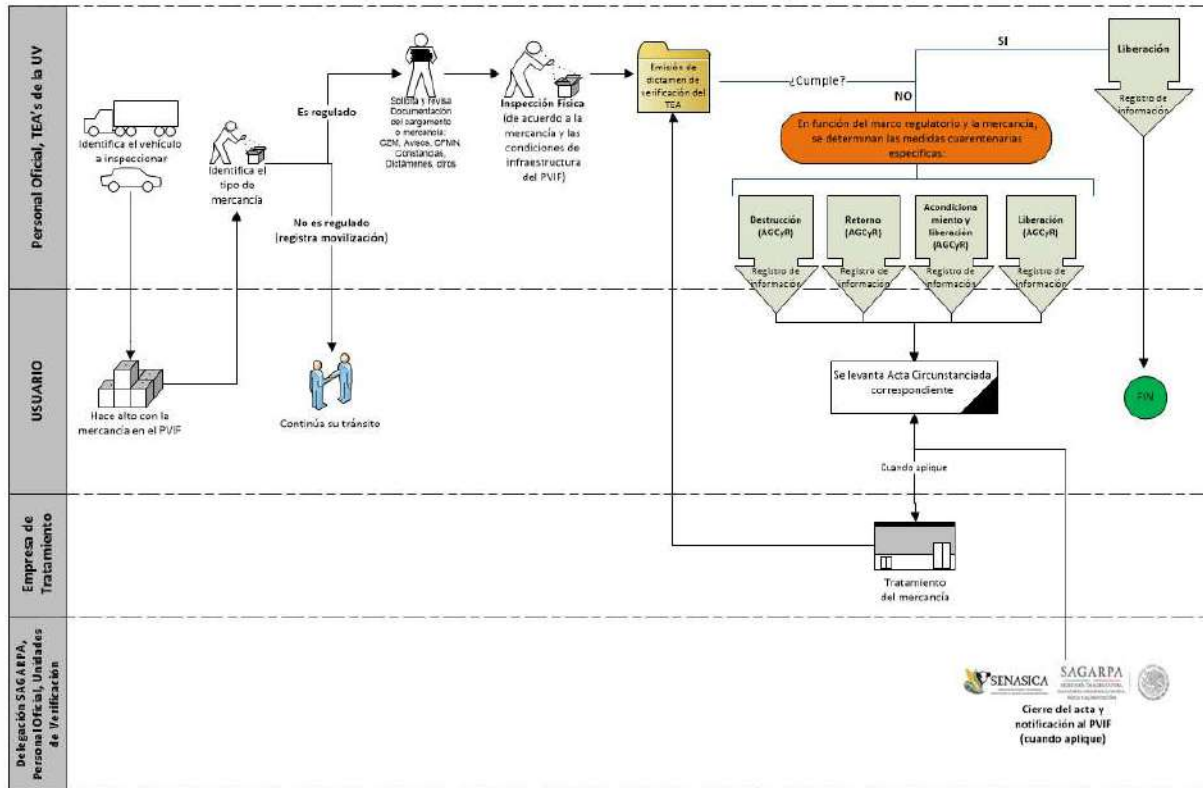 Personal Oficial, TEA's de la UV
Identifica el vehículo
a inspeccionar
Identifica el
tipo de
mercancía
Es regulado
No es regulado
(registra movilización)
Solicita y revisa
Documentación
del cargamento
o mercancía:
CZM, Avisos, CFMN,
Constancias,
Dictámenes, otros
Inspección Física
(de acuerdo a la
mercancía y las
condiciones de
infraestructura
del PVIF)
Emisión de
dictamen de
verificación del
TEA
¿Cumple?
SI
NO
En función del marco regulatorio y la mercancía,
se determinan las medidas cuarentenarias
específicas:
Destrucción
(AGCyR)
Registro de
información
Retorno
(AGCyR)
Registro de
información
Acondiciona
miento y
liberación
(AGCyR)
Registro de
información
Liberación
(AGCyR)
Registro de
información
Liberación
Registro de
información
USUARIO
Hace alto con la
mercancía en el PVIF
Continúa su tránsito
Se levanta Acta Circunstanciada
correspondiente
FIN
Cuando aplique
Empresa de
Tratamiento
Tratamiento
del mercancía
Delegación SAGARPA,
Personal Oficial, Unidades
de Verificación
SENASICA
SAGARPA
Cierre del acta y
notificación al PVIF
(cuando aplique)